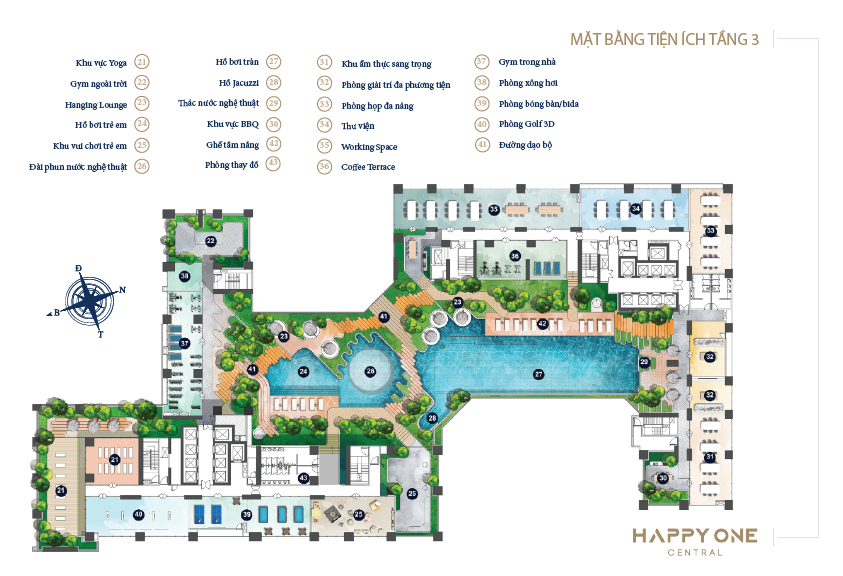 MẶT BẰNG TIỆN ÍCH TẦNG 3
Khu vực Yoga 21
Gym ngoài trời 22
Hanging Lounge 23
Hồ bơi trẻ em 24
Khu vui chơi trẻ em 25
Đài phun nước nghệ thuật 26
Hồ bơi tràn 27
Hồ Jacuzzi 28
Thác nước nghệ thuật 29
Khu vực BBQ 30
Ghế tắm nắng 42
Phòng thay đồ 43
31 Khu ẩm thực sang trọng
32 Phòng giải trí đa phương tiện
33 Phòng họp đa năng
34 Thư viện
35 Working Space
36 Coffee Terrace
37 Gym trong nhà
38 Phòng xông hơi
39 Phòng bóng bàn/bida
40 Phòng Golf 3D
41 Đường dạo bộ
35
34
33
22
36
38
Đ
N
B
T
23
41
42
23
37
41
24
26
27
29
32
32
28
31
21
21
43
25
30
40
39
25
HAPPY ONE
CENTRAL